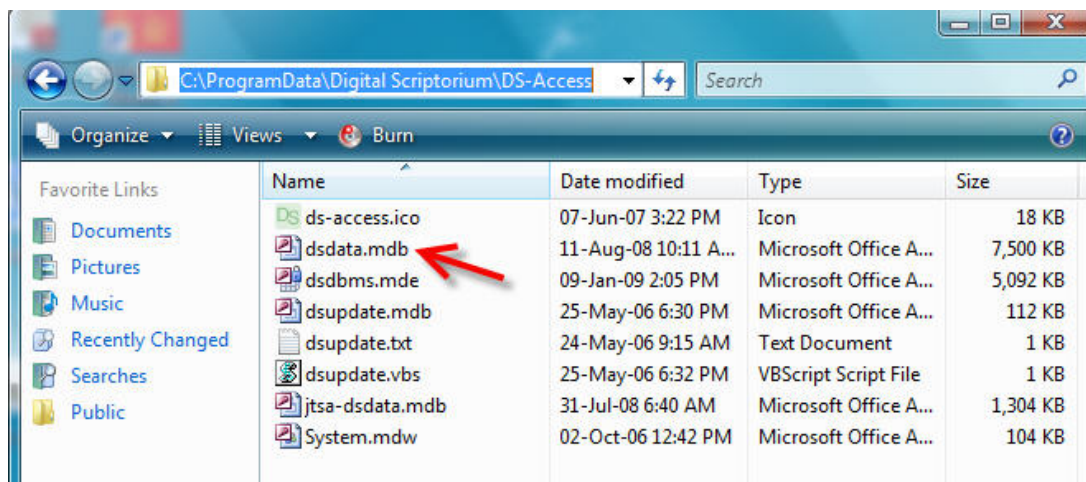 C:\ProgramData\Digital Scriptorium\DS-Access Search
Organize Views Burn
Favorite Links
Documents
Pictures
Music
Recently Changed
Searches
Public
Name Date modified Type Size
DS ds-access.ico 07-Jun-07 3:22 PM Icon 18 KB
dsdata.mdb 11-Aug-08 10:11 A... Microsoft Office A... 7,500 KB
dsdbms.mde 09-Jan-09 2:05 PM Microsoft Office A... 5,092 KB
dsupdate.mdb 25-May-06 6:30 PM Microsoft Office A... 112 KB
dsupdate.txt 24-May-06 9:15 AM Text Document 1 KB
dsupdate.vbs 25-May-06 6:32 PM VBScript Script File 1 KB
jtsa-dsdata.mdb 31-Jul-08 6:40 AM Microsoft Office A... 1,304 KB
System.mdw 02-Oct-06 12:42 PM Microsoft Office A... 104 KB